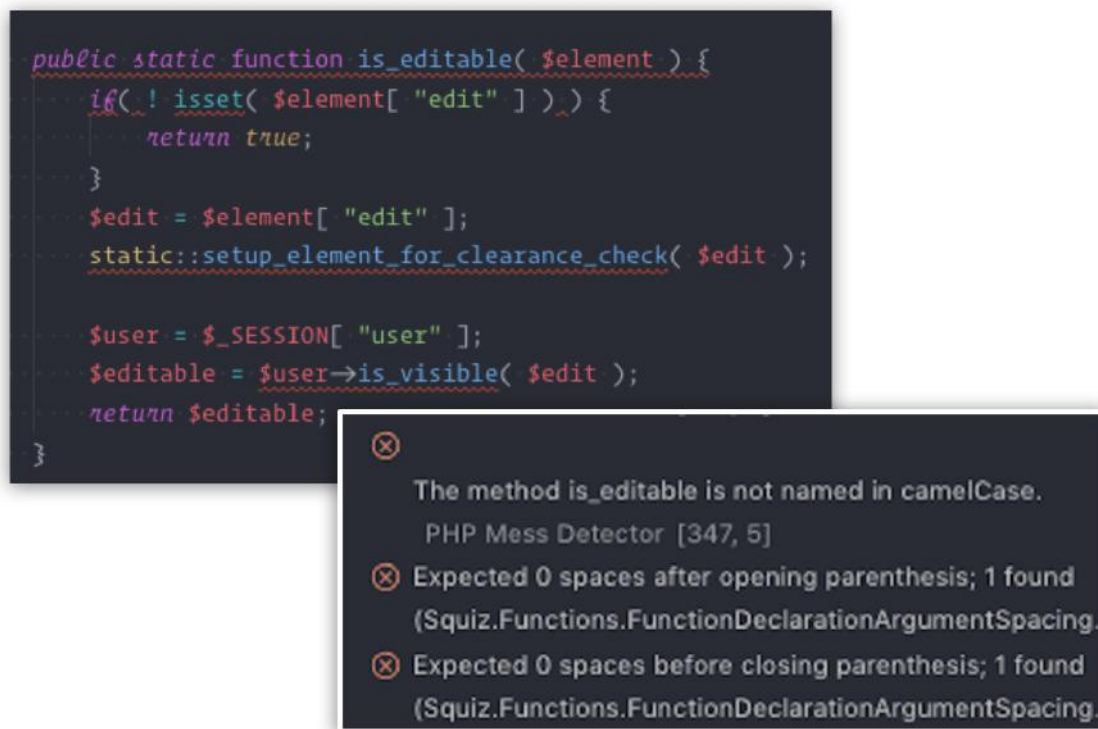 public static function is_editable( $element ) {
if( ! isset( $element[ "edit" ] ) ) {
return true;
}
$edit = $element[ "edit" ];
static::setup_element_for_clearance_check( $edit );
$user = $_SESSION[ "user" ];
$editable = $user->is_visible( $edit );
return $editable;
}
The method is_editable is not named in camelCase.
PHP Mess Detector [347, 5]
Expected 0 spaces after opening parenthesis; 1 found
(Squiz.Functions.FunctionDeclarationArgumentSpacing.
Expected 0 spaces before closing parenthesis; 1 found
(Squiz.Functions.FunctionDeclarationArgumentSpacing.